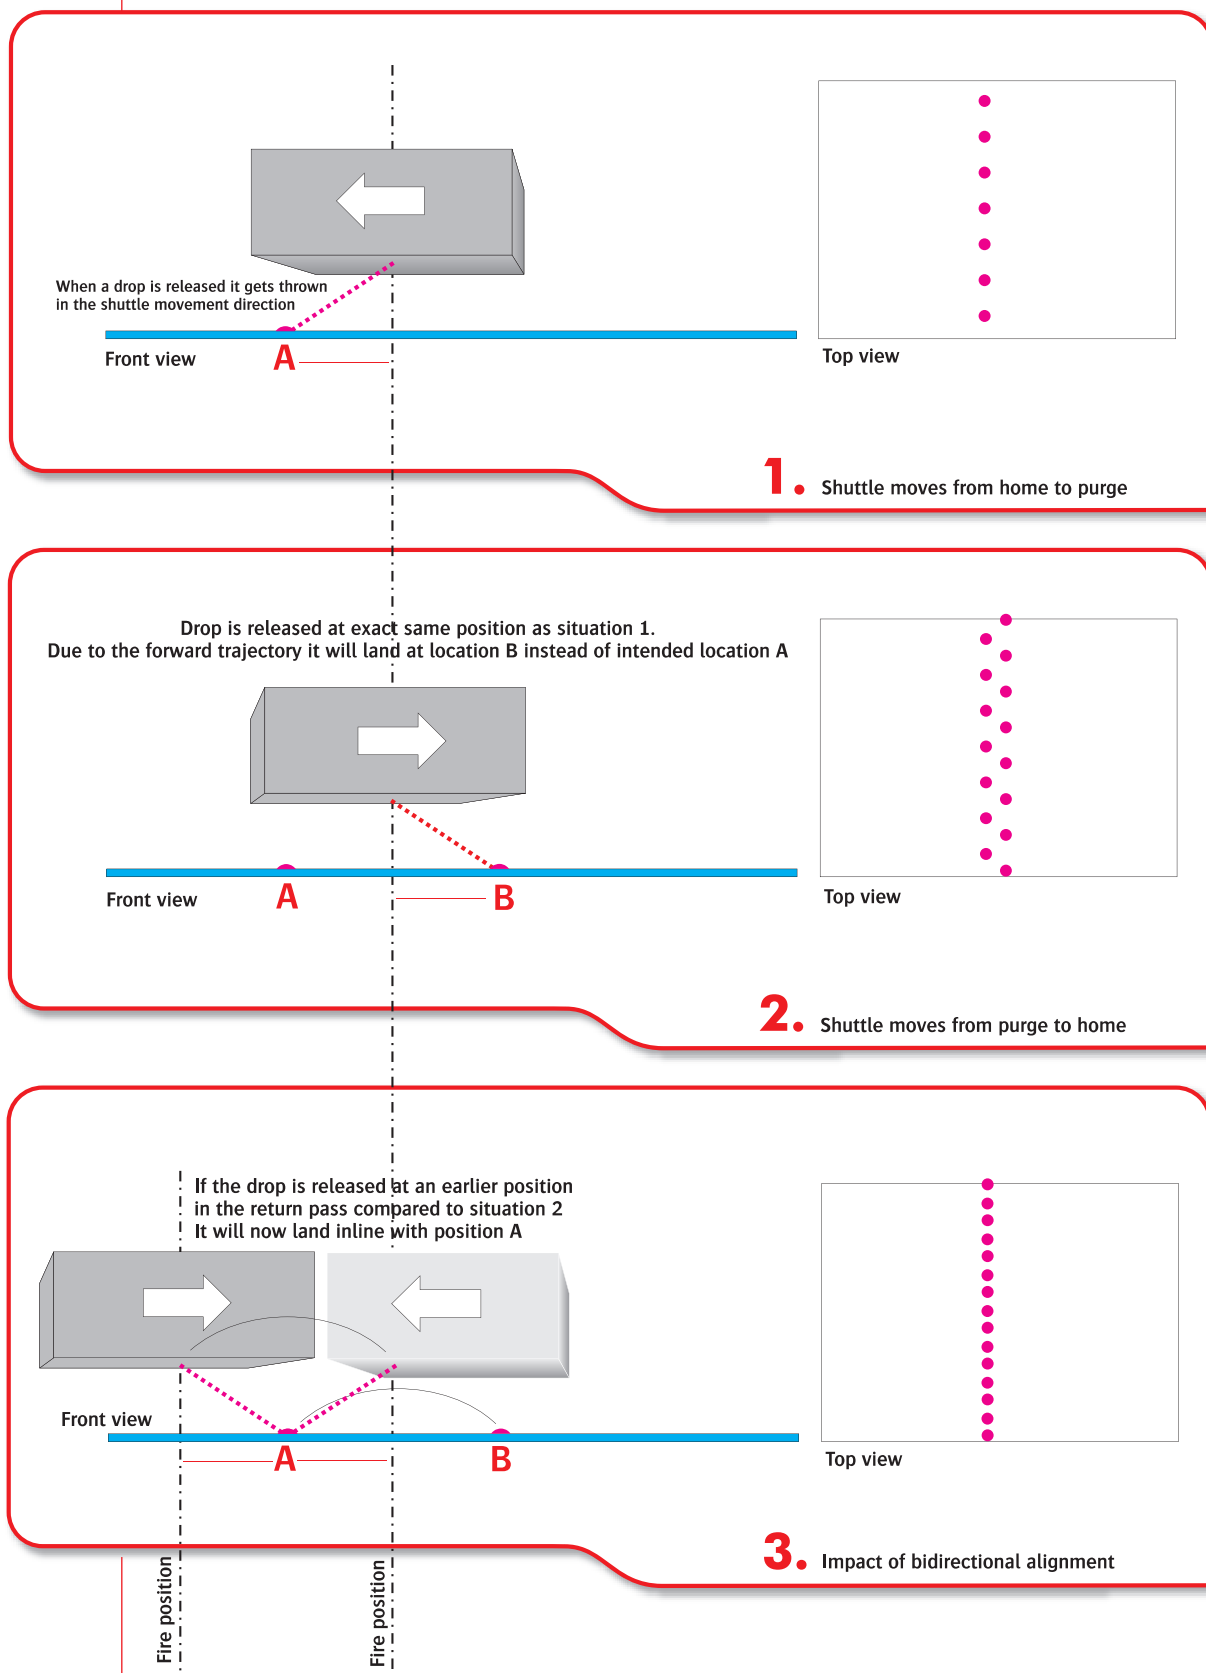 When a drop is released it gets thrown
in the shuttle movement direction
Front view
A
Top view
1. Shuttle moves from home to purge
Drop is released at exact same position as situation 1.
Due to the forward trajectory it will land at location B instead of intended location A
Front view
A
B
Top view
2. Shuttle moves from purge to home
If the drop is released at an earlier position
in the return pass compared to situation 2
It will now land inline with position A
Front view
A
B
Top view
3. Impact of bidirectional alignment
Fire position
Fire position